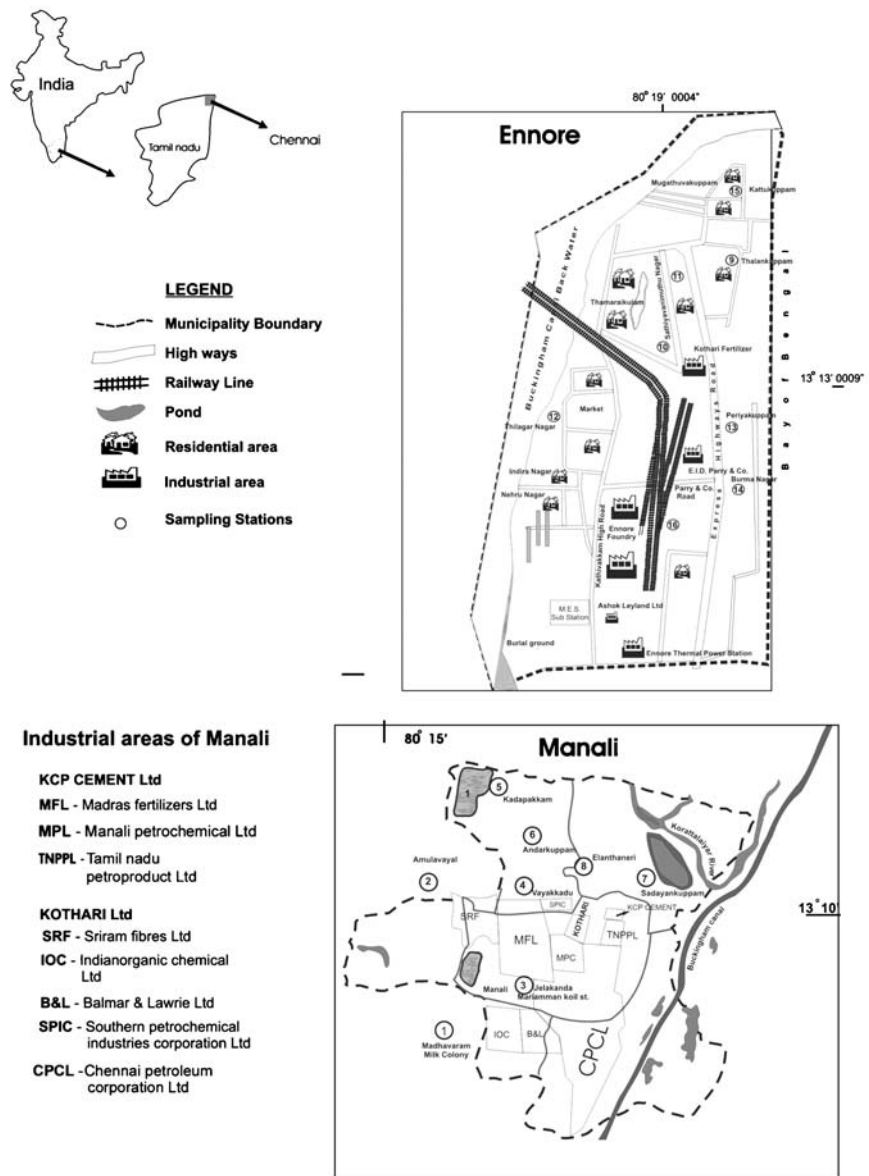 India
Tamil nadu
Chennai
LEGEND
Municipality Boundary
High ways
Railway Line
Pond
Residential area
Industrial area
Sampling Stations
80° 19' 0004"
Ennore
Mugathuvakuppam
15
Kattukuppam
9
Thalankuppam
11
Sathiyavanimuthu Nagar
Thamaraikulam
10
Kothari Fertilizer
Buckingham Canal Back Water
Bay of Bengal
13° 13' 0009"
Market
12
Thilagar Nagar
Periyakuppam
13
Indira Nagar
E.I.D. Parry & Co.
Burma Nagar
14
Nehru Nagar
Parry & Co.
Road
Express Highways Road
Kathivakkam High Road
Ennore
Foundry
16
M.E.S.
Sub Station
Ashok Leyland Ltd
Burial ground
Ennore Thermal Power Station
Industrial areas of Manali
KCP CEMENT Ltd
MFL - Madras fertilizers Ltd
MPL - Manali petrochemical Ltd
TNPPL - Tamil nadu
petroproduct Ltd
KOTHARI Ltd
SRF - Sriram fibres Ltd
IOC - Indianorganic chemical
Ltd
B&L - Balmar & Lawrie Ltd
SPIC - Southern petrochemical
industries corporation Ltd
CPCL - Chennai petroleum
corporation Ltd
80° 15'
Manali
1
5
Kadapakkam
6
Andarkuppam
Korattalaiyar River
Amulavayal
2
8
Elanthaneri
7
Sadayankuppam
4
Vayakkadu
SPIC
KOTHARI
KCP CEMENT
13° 10'
SRF
MFL
TNPPL
MPC
Buckingham canal
Manali
3
Jelakanda
Mariamman koil st.
1
Madhavaram
Milk Colony
IOC
B&L
CPCL